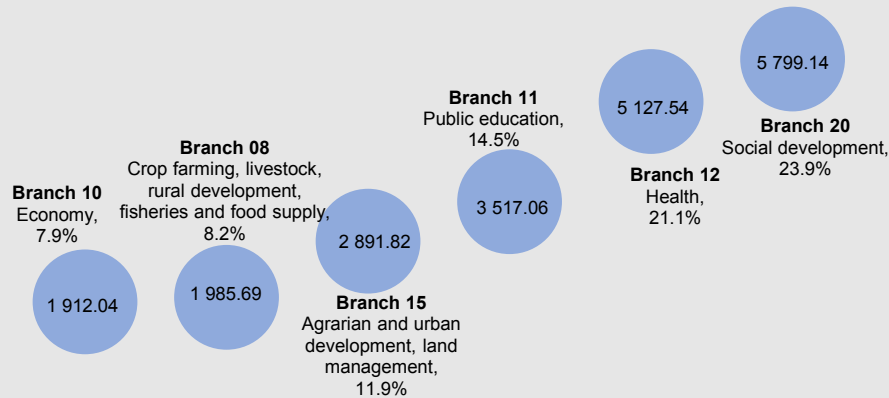 Branch 10
Economy,
7.9%
1 912.04
Branch 08
Crop farming, livestock,
rural development,
fisheries and food supply,
8.2%
1 985.69
2 891.82
Branch 15
Agrarian and urban
development, land
management,
11.9%
Branch 11
Public education,
14.5%
3 517.06
5 127.54
Branch 12
Health,
21.1%
5 799.14
Branch 20
Social development,
23.9%